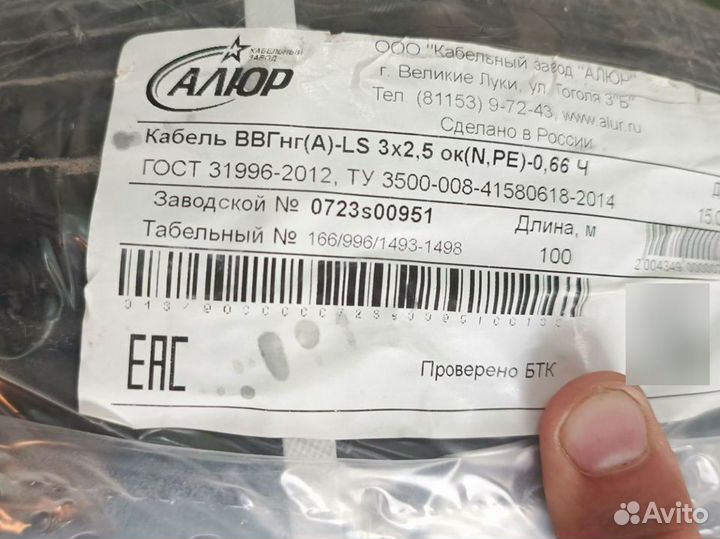 КАБЕЛЬНЫЙ
ЗАВОД
АЛЮР
ООО "Кабельный завод "АЛЮР"
г. Великие Луки, ул. Гоголя 3"Б"
Тел (81153) 9-72-43, www.alur.ru
Сделано в России
Кабель ВВГнг(А)-LS 3х2,5 ок(N,PE)-0,66 Ч
ГОСТ 31996-2012, ТУ 3500-008-41580618-2014
Заводской № 0723s00951
Длина, м
Табельный № 166/996/1493-1498
100
15.
EAC
Проверено БТК
Avito